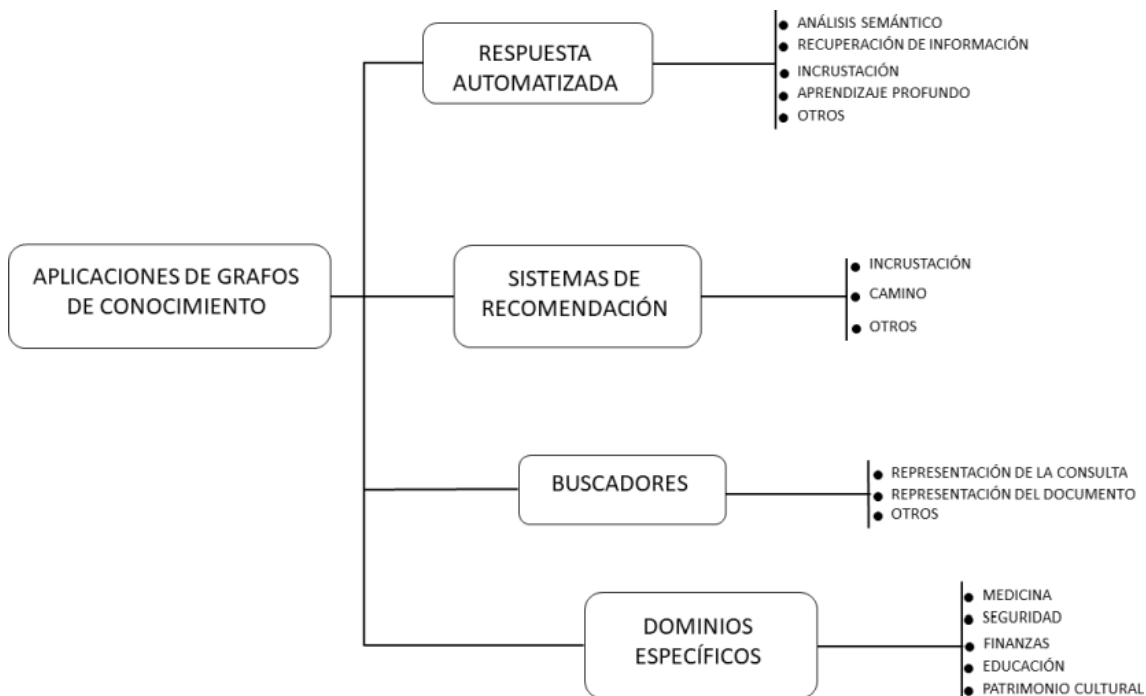 RESPUESTA
AUTOMATIZADA
ANÁLISIS SEMÁNTICO
RECUPERACIÓN DE INFORMACIÓN
INCRUSTACIÓN
APRENDIZAJE PROFUNDO
OTROS
APLICACIONES DE GRAFOS
DE CONOCIMIENTO
SISTEMAS DE
RECOMENDACIÓN
INCRUSTACIÓN
CAMINO
OTROS
BUSCADORES
REPRESENTACIÓN DE LA CONSULTA
REPRESENTACIÓN DEL DOCUMENTO
OTROS
DOMINIOS
ESPECÍFICOS
MEDICINA
SEGURIDAD
FINANZAS
EDUCACIÓN
PATRIMONIO CULTURAL